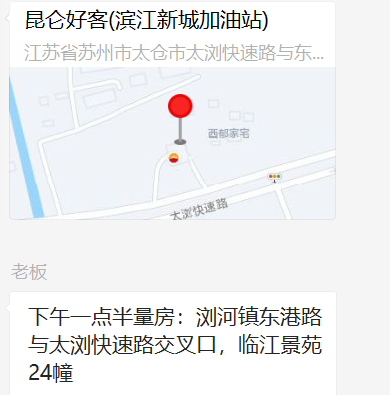 昆仑好客(滨江新城加油站)
江苏省苏州市太仓市太浏快速路与东...
西郁家宅
太浏快速路
老板
下午一点半量房：浏河镇东港路
与太浏快速路交叉口，临江景苑
24幢